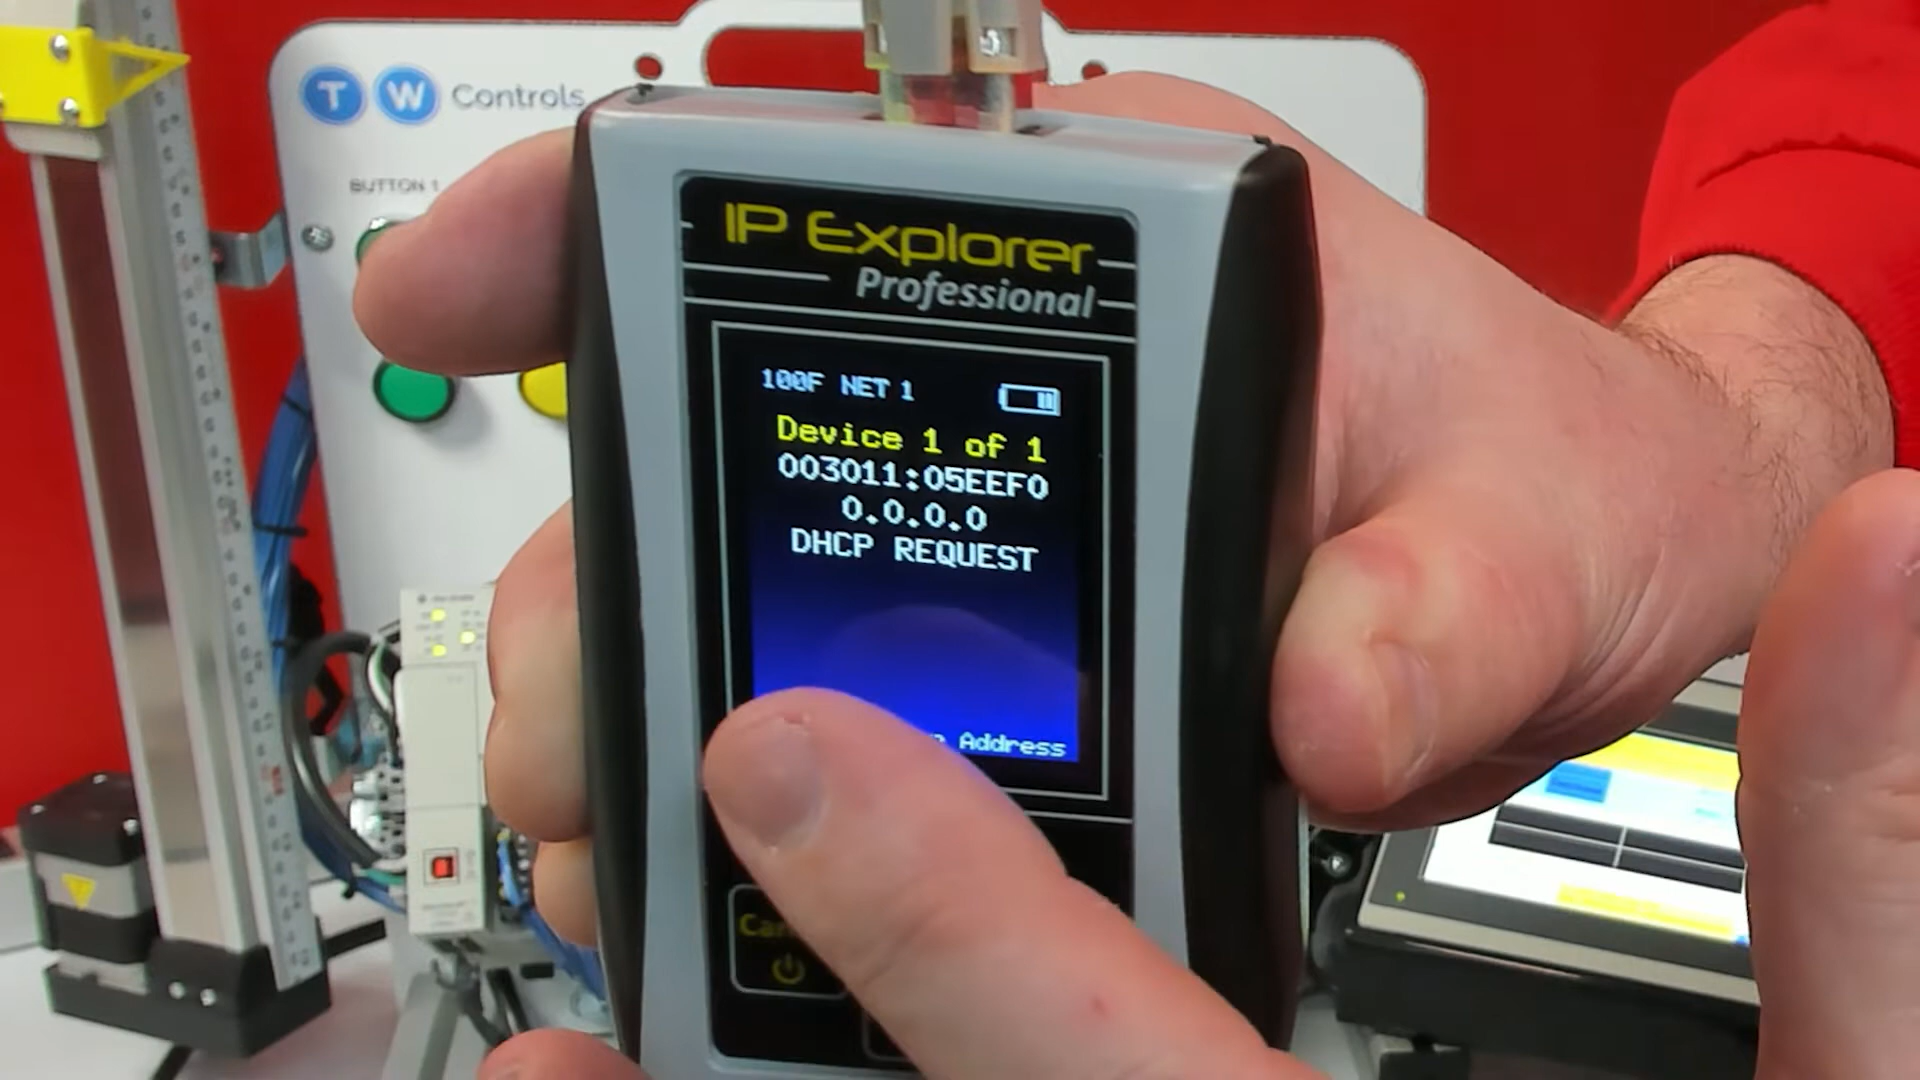 T W Controls
BUTTON 1
IP Explorer
Professional
100F NET 1
Device 1 of 1
003011:05EEF0
0.0.0.0
DHCP REQUEST
Address